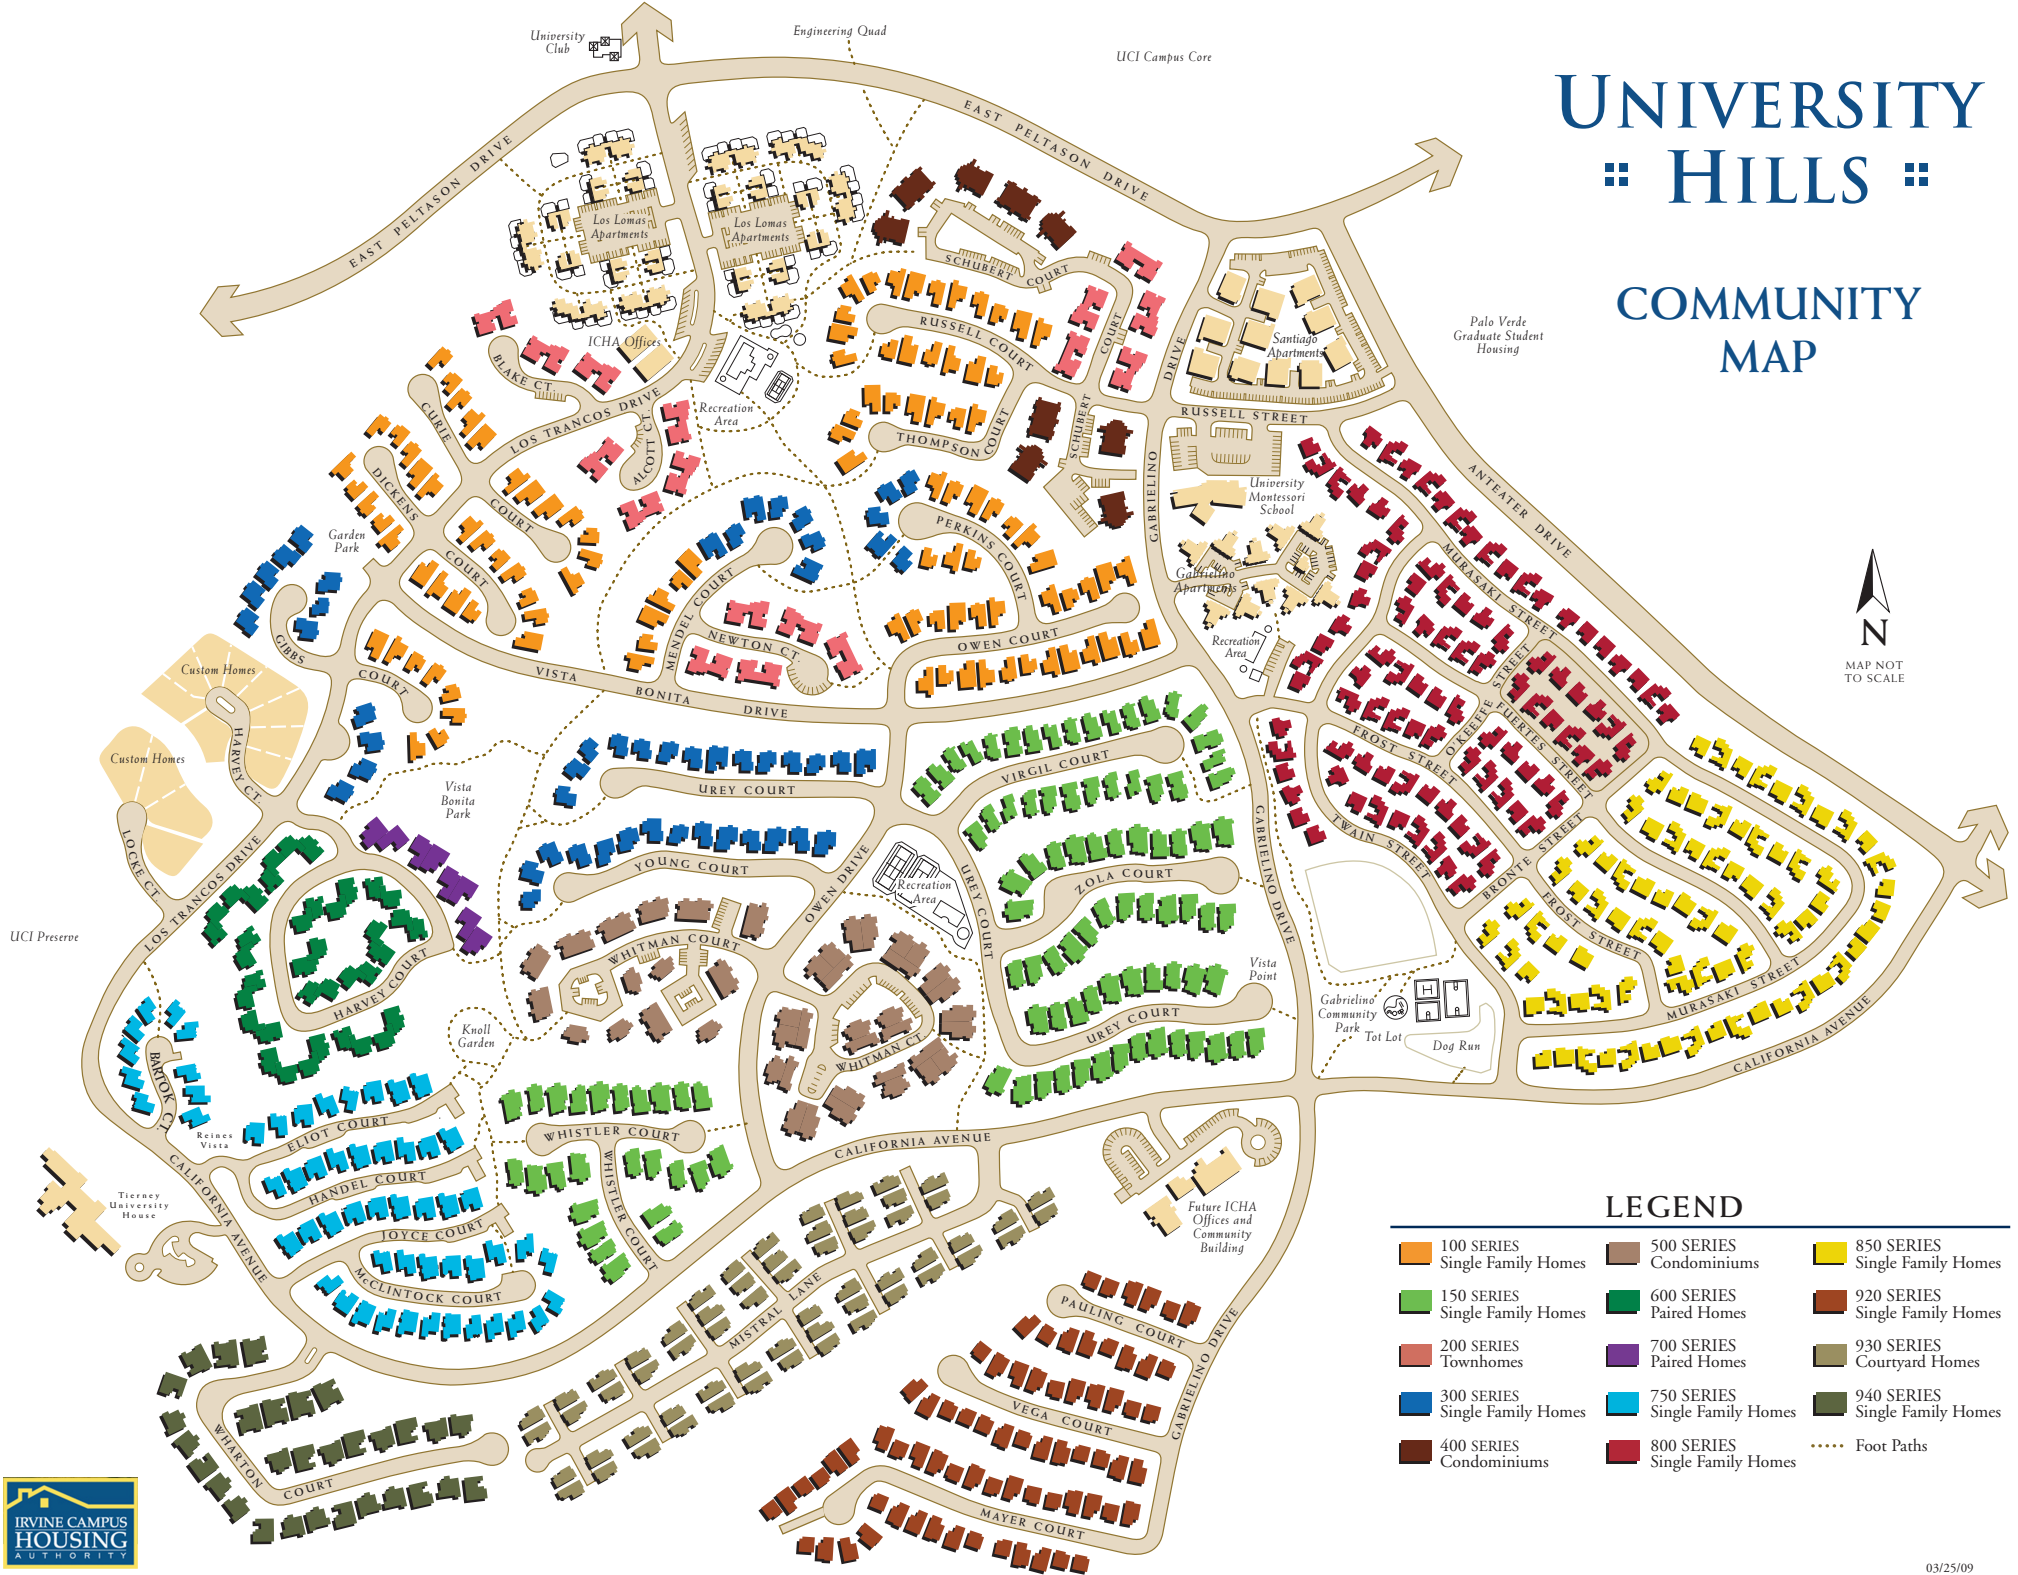 UNIVERSITY
HILLS
COMMUNITY
MAP
University
Club
Engineering Quad
UCI Campus Core
EAST PELTASON DRIVE
EAST PELTASON DRIVE
Los Lomas
Apartments
Los Lomas
Apartments
SCHUBERT COURT
COURT
SCHUBERT
DRIVE
Santiago
Apartments
Palo Verde
Graduate Student
Housing
ICHA Offices
BLAKE CT.
RUSSELL COURT
RUSSELL STREET
Recreation
Area
CURIE
COURT
LOS TRANCOS DRIVE
ALCOTT CT.
THOMPSON COURT
DICKENS
COURT
University
Montessori
School
ANTEATER DRIVE
GABRIELINO
Garden
Park
PERKINS COURT
MURASAKI STREET
Gabrielino
Apartments
MENDEL COURT
NEWTON CT.
OWEN COURT
Recreation
Area
GIBBS
COURT
Custom Homes
VISTA BONITA DRIVE
N
MAP NOT
TO SCALE
O'KEEFFE STREET
FUERTES STREET
FROST STREET
Custom Homes
HARVEY CT.
VIRGIL COURT
Vista
Bonita
Park
UREY COURT
GABRIELINO DRIVE
TWAIN STREET
LOCKE CT.
LOS TRANCOS DRIVE
YOUNG COURT
OWEN DRIVE
Recreation
Area
ZOLA COURT
UREY COURT
BRONTE STREET
FROST STREET
UCI Preserve
WHITMAN COURT
HARVEY COURT
Vista
Point
MURASAKI STREET
Gabrielino
Community
Park
Tot Lot
Dog Run
CALIFORNIA AVENUE
Knoll
Garden
WHITMAN CT.
UREY COURT
BARTOK CT.
Reines
Vista
ELIOT COURT
WHISTLER COURT
CALIFORNIA AVENUE
HANDEL COURT
WHISTLER COURT
Tierney
University
House
CALIFORNIA AVENUE
JOYCE COURT
McCLINTOCK COURT
Future ICHA
Offices and
Community
Building
MISTRAL LANE
PAULING COURT
GABRIELINO DRIVE
VEGA COURT
MAYER COURT
WHARTON
COURT
LEGEND
100 SERIES
Single Family Homes
150 SERIES
Single Family Homes
200 SERIES
Townhomes
300 SERIES
Single Family Homes
400 SERIES
Condominiums
500 SERIES
Condominiums
600 SERIES
Paired Homes
700 SERIES
Paired Homes
750 SERIES
Single Family Homes
800 SERIES
Single Family Homes
850 SERIES
Single Family Homes
920 SERIES
Single Family Homes
930 SERIES
Courtyard Homes
940 SERIES
Single Family Homes
Foot Paths
IRVINE CAMPUS
HOUSING
AUTHORITY
03/25/09